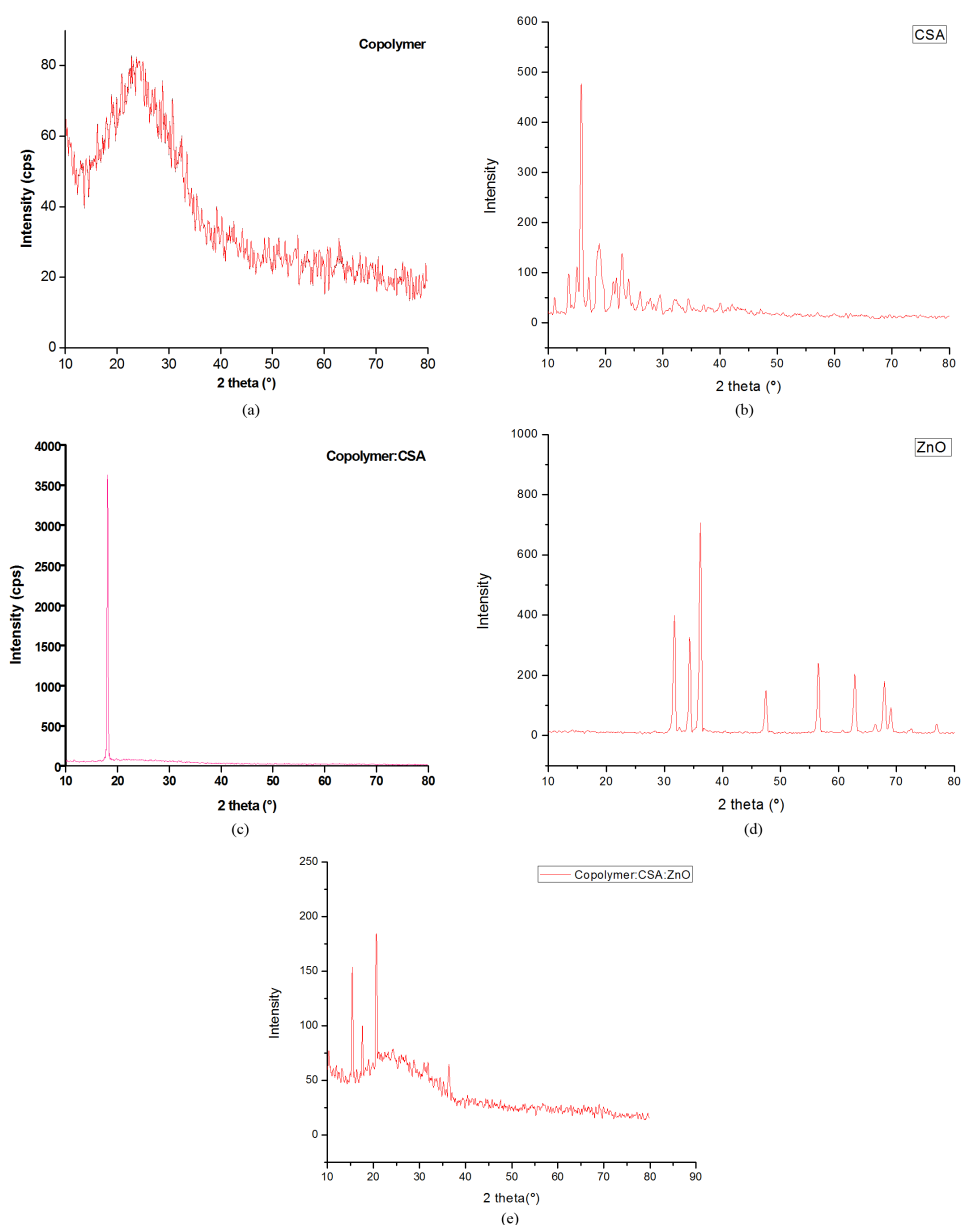 Copolymer
80
60
40
20
0
Intensity (cps)
10 20 30 40 50 60 70 80
2 theta (°)
(a)
CSA
600
500
400
300
200
100
0
Intensity
10 20 30 40 50 60 70 80
2 theta (°)
(b)
Copolymer:CSA
4000
3500
3000
2500
2000
1500
1000
500
0
Intensity (cps)
10 20 30 40 50 60 70 80
2 theta (°)
(c)
ZnO
1000
800
600
400
200
0
Intensity
10 20 30 40 50 60 70 80
2 theta (°)
(d)
Copolymer:CSA:ZnO
250
200
150
100
50
0
Intensity
10 20 30 40 50 60 70 80 90
2 theta(°)
(e)